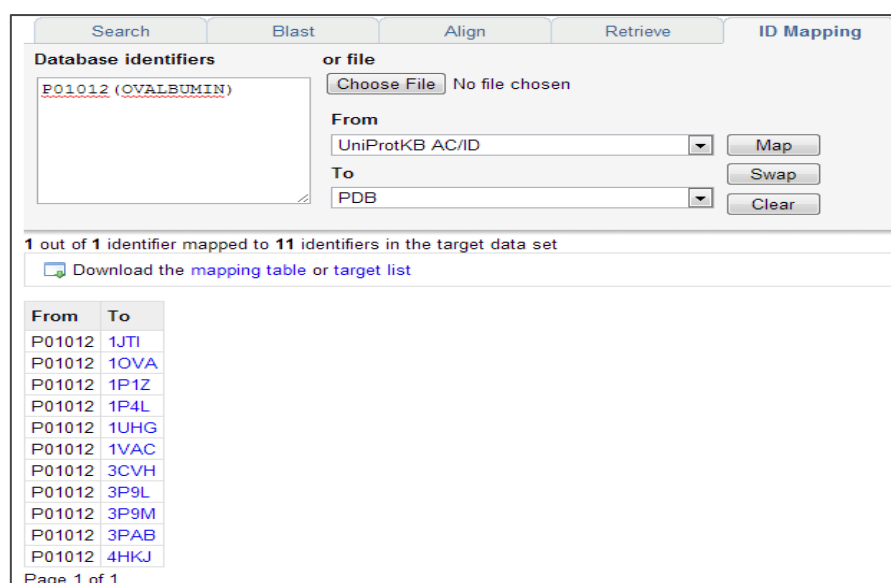 Search Blast Align Retrieve ID Mapping
Database identifiers or file
P01012(OVALBUMIN)
Choose File No file chosen
From
UniProtKB AC/ID Map
To Swap
PDB Clear
1 out of 1 identifier mapped to 11 identifiers in the target data set
Download the mapping table or target list
From To
P01012 1JTI
P01012 1OVA
P01012 1P1Z
P01012 1P4L
P01012 1UHG
P01012 1VAC
P01012 3CVH
P01012 3P9L
P01012 3P9M
P01012 3PAB
P01012 4HKJ
Page 1 of 1